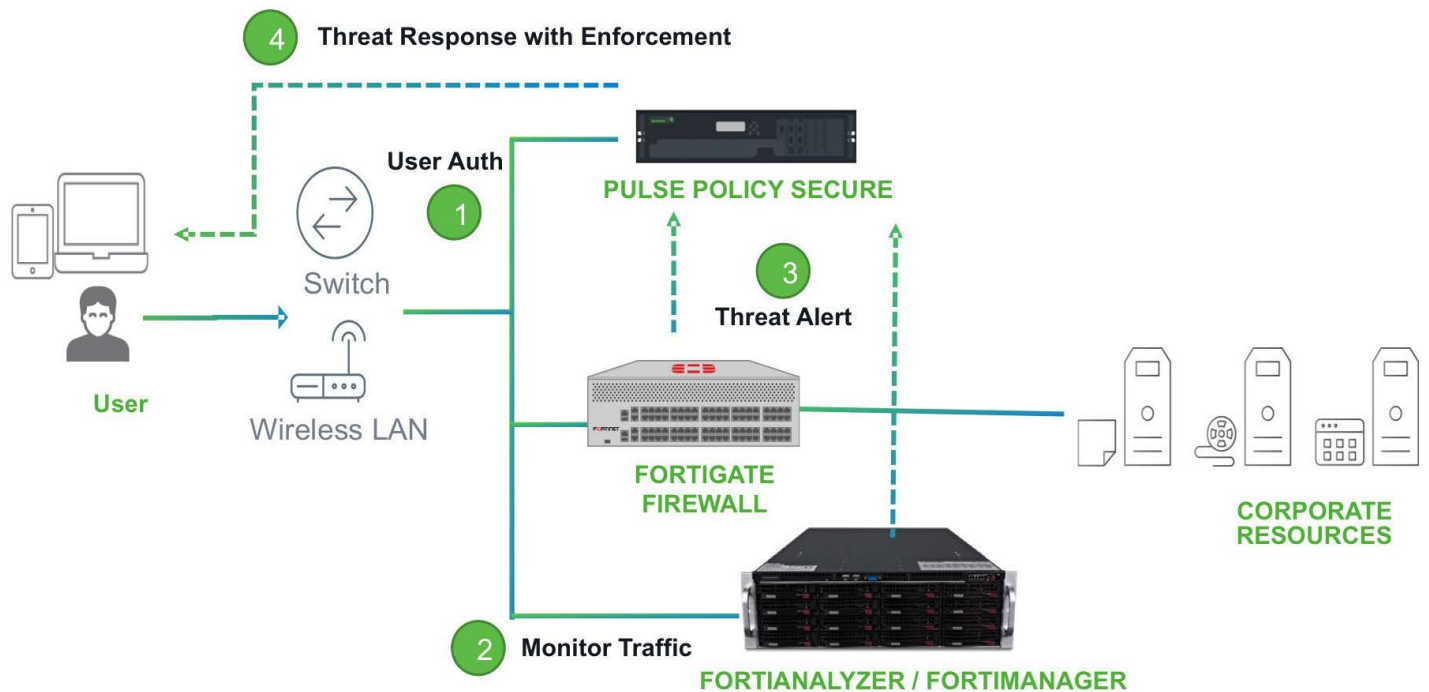 4 Threat Response with Enforcement
User Auth
1
PULSE POLICY SECURE
Switch
3
Threat Alert
Wireless LAN
User
FORTINET
FORTIGATE
FIREWALL
CORPORATE
RESOURCES
2 Monitor Traffic
FORTIANALYZER / FORTIMANAGER